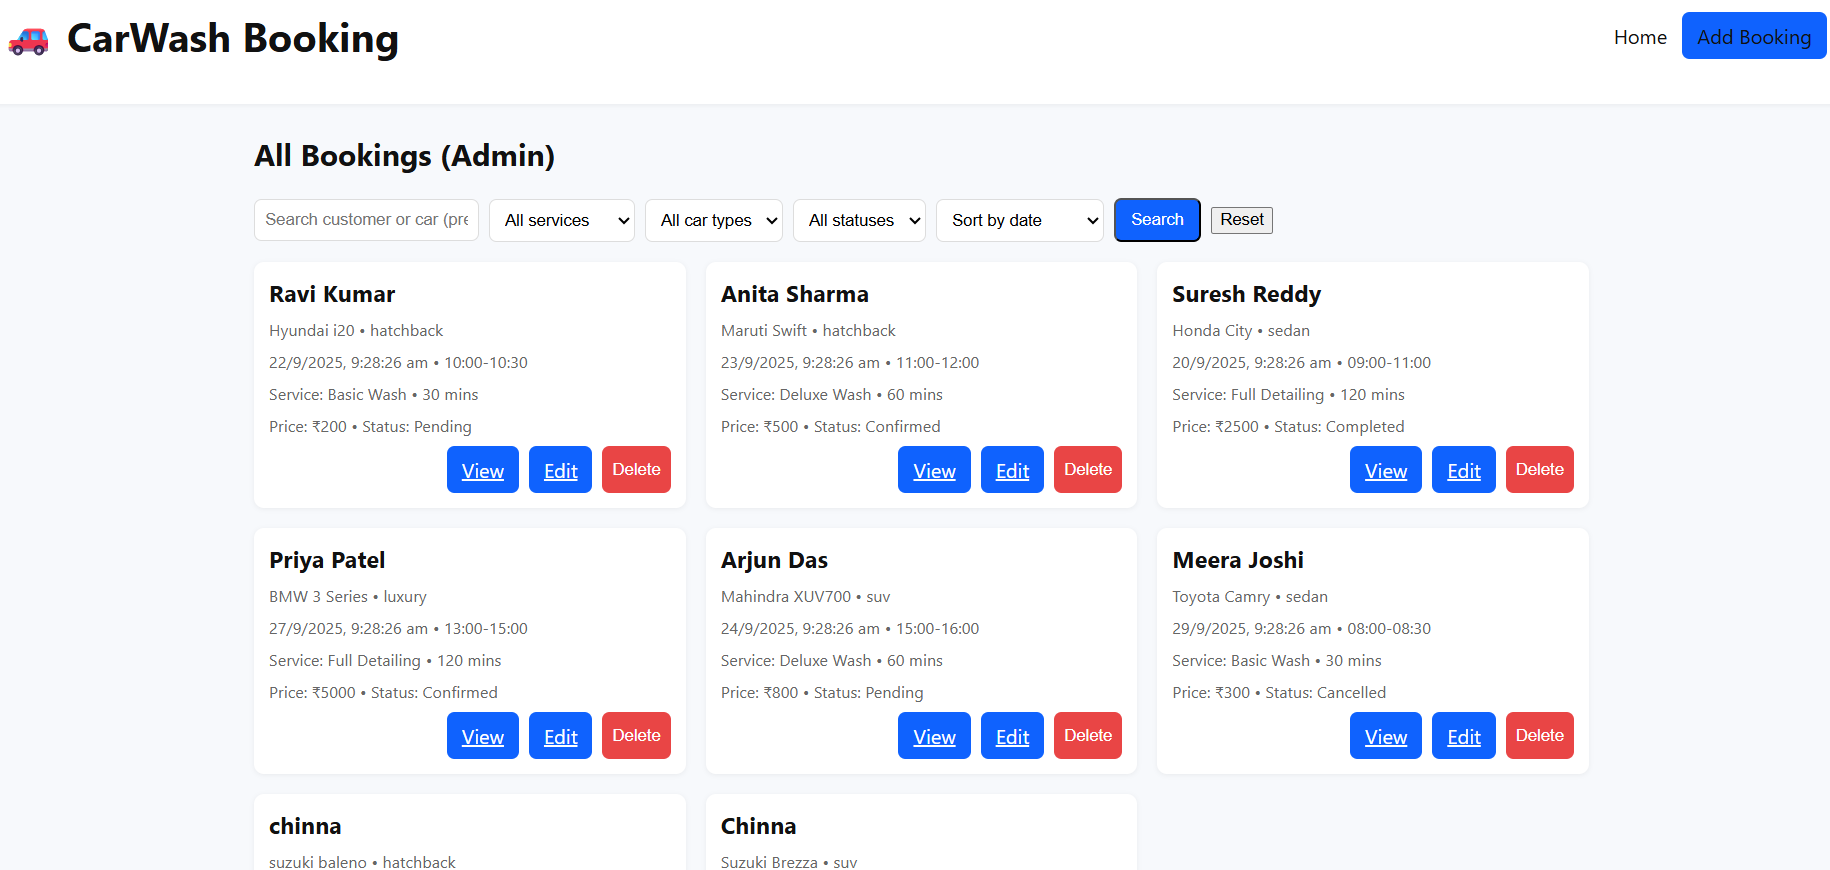 CarWash Booking
Home Add Booking
All Bookings (Admin)
Search customer or car (pre All services All car types All statuses Sort by date Search Reset
Ravi Kumar
Hyundai i20 • hatchback
22/9/2025, 9:28:26 am • 10:00-10:30
Service: Basic Wash • 30 mins
Price: ₹200 • Status: Pending
View Edit Delete
Anita Sharma
Maruti Swift • hatchback
23/9/2025, 9:28:26 am • 11:00-12:00
Service: Deluxe Wash • 60 mins
Price: ₹500 • Status: Confirmed
View Edit Delete
Suresh Reddy
Honda City • sedan
20/9/2025, 9:28:26 am • 09:00-11:00
Service: Full Detailing • 120 mins
Price: ₹2500 • Status: Completed
View Edit Delete
Priya Patel
BMW 3 Series • luxury
27/9/2025, 9:28:26 am • 13:00-15:00
Service: Full Detailing • 120 mins
Price: ₹5000 • Status: Confirmed
View Edit Delete
Arjun Das
Mahindra XUV700 • suv
24/9/2025, 9:28:26 am • 15:00-16:00
Service: Deluxe Wash • 60 mins
Price: ₹800 • Status: Pending
View Edit Delete
Meera Joshi
Toyota Camry • sedan
29/9/2025, 9:28:26 am • 08:00-08:30
Service: Basic Wash • 30 mins
Price: ₹300 • Status: Cancelled
View Edit Delete
chinna
suzuki baleno • hatchback
Chinna
Suzuki Brezza • suv